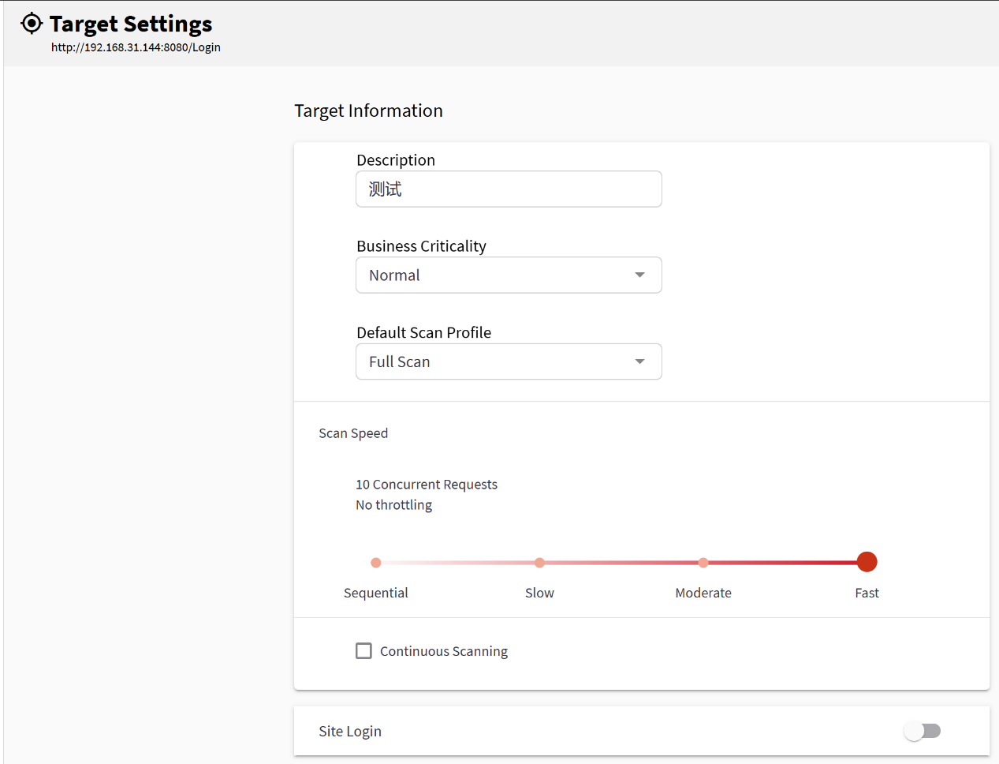 Target Settings
http://192.168.31.144:8080/Login
Target Information
Description
测试
Business Criticality
Normal
Default Scan Profile
Full Scan
Scan Speed
10 Concurrent Requests
No throttling
Sequential Slow Moderate Fast
Continuous Scanning
Site Login